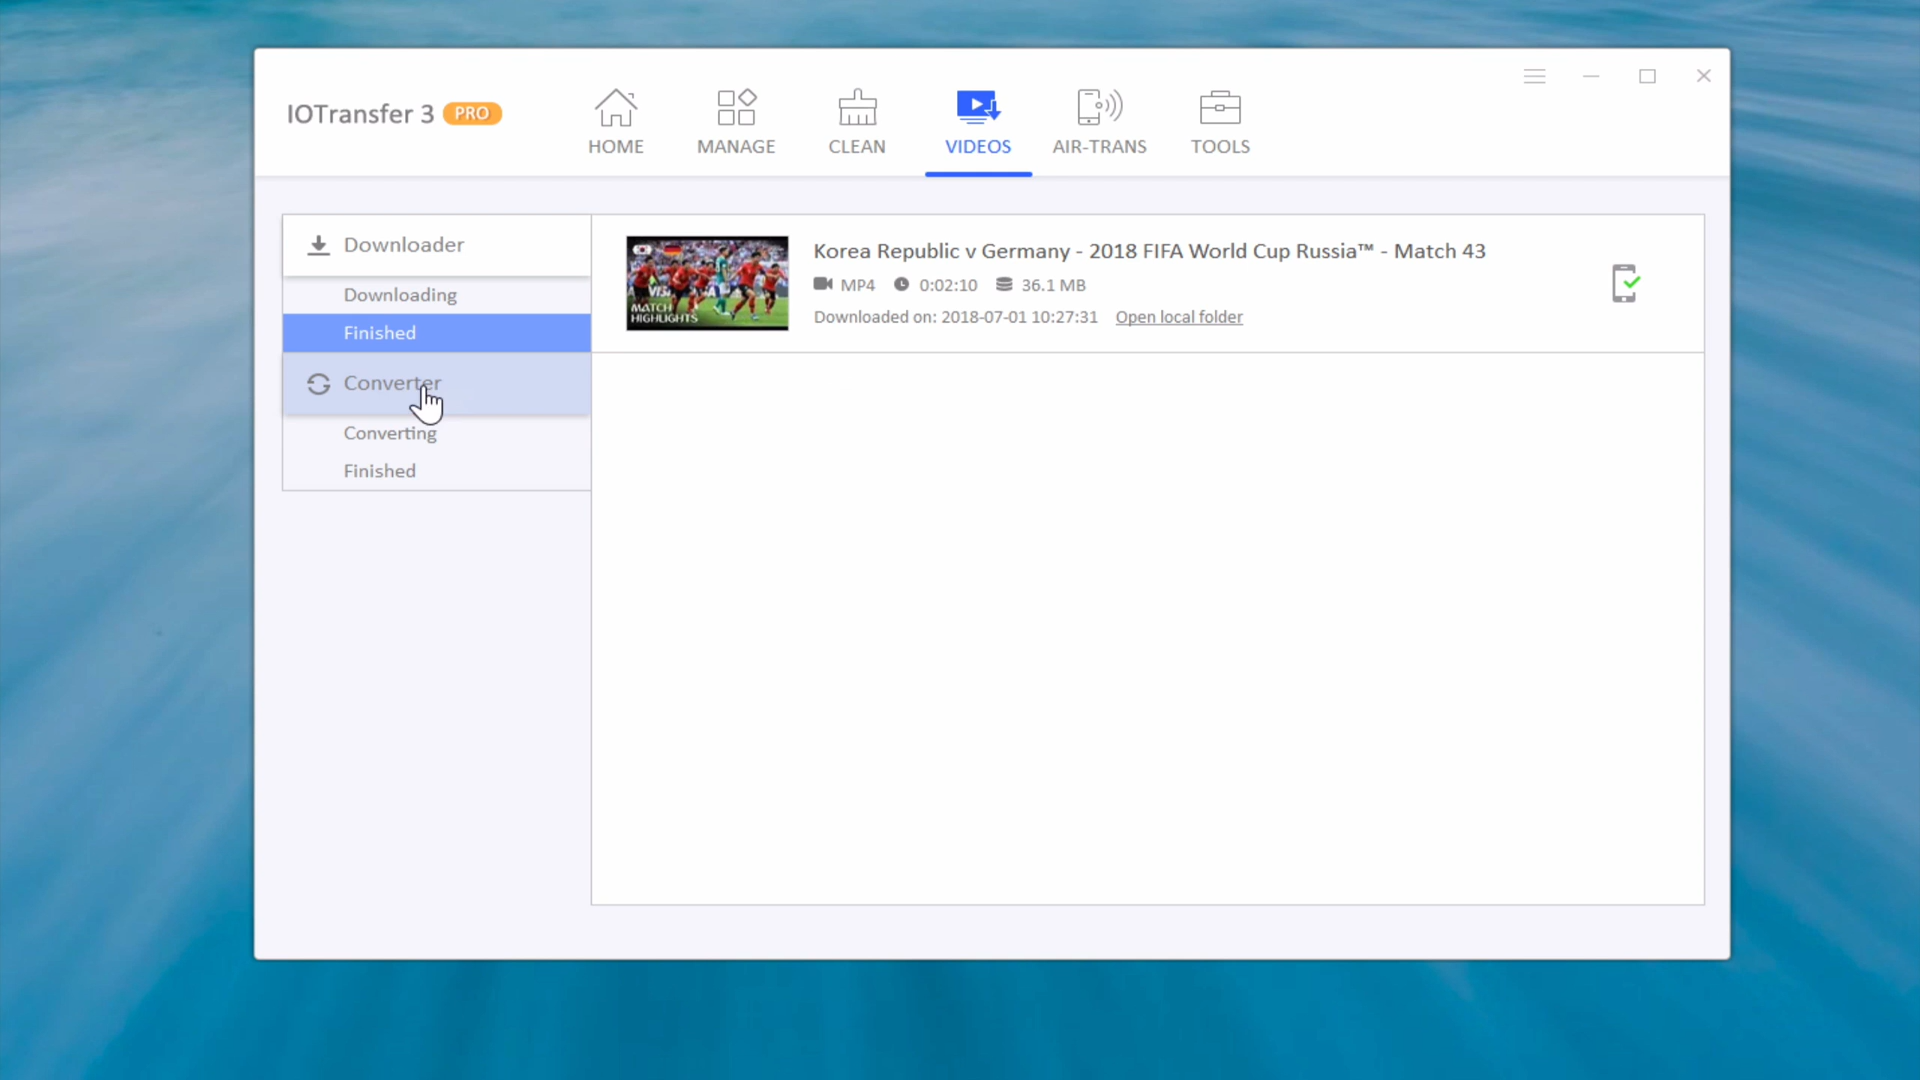 IOTransfer 3 PRO
HOME MANAGE CLEAN VIDEOS AIR-TRANS TOOLS
Downloader
Downloading
Finished
Converter
Converting
Finished
Korea Republic v Germany - 2018 FIFA World Cup Russia™ - Match 43
MP4 0:02:10 36.1 MB
Downloaded on: 2018-07-01 10:27:31 Open local folder
VISA
MATCH
HIGHLIGHTS